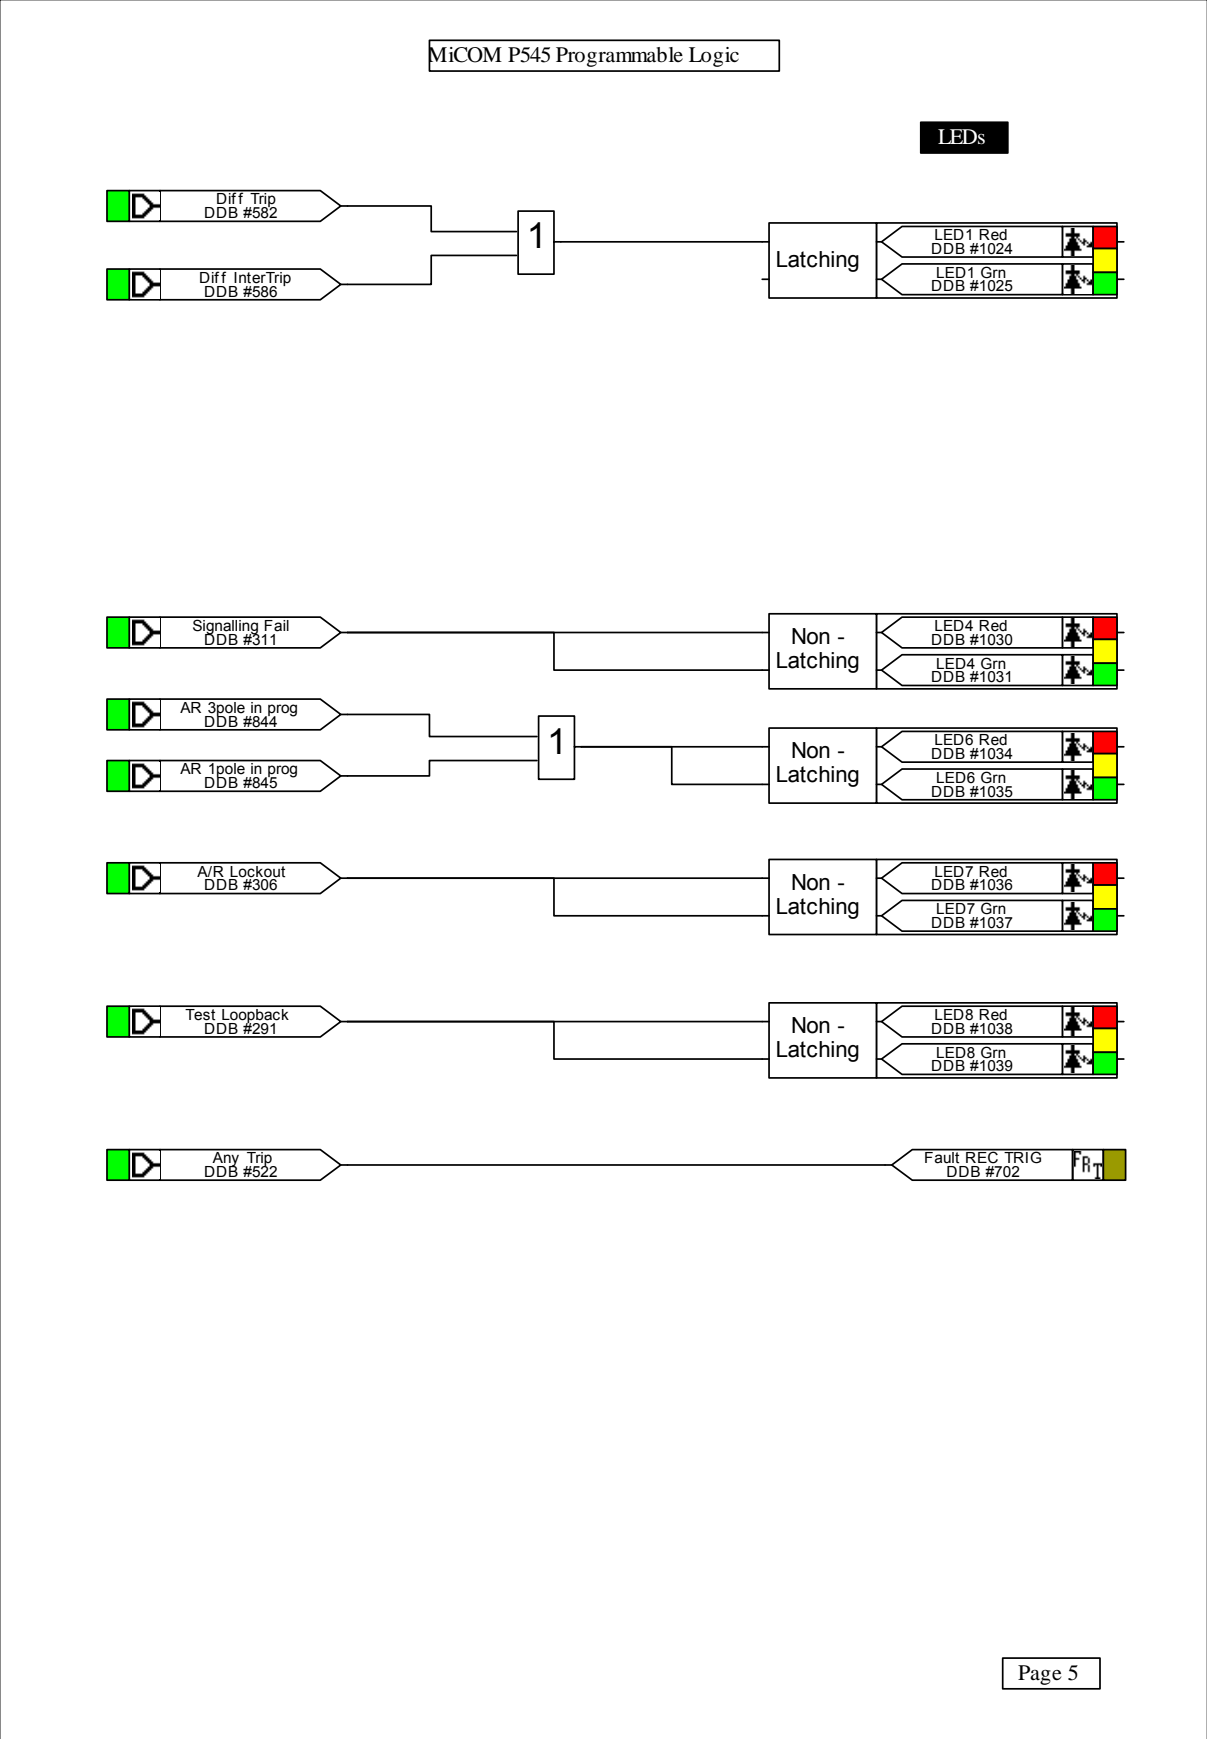 MiCOM P545 Programmable Logic
LEDs
Diff Trip
DDB #582
Diff InterTrip
DDB #586
1
Latching
LED1 Red
DDB #1024
LED1 Grn
DDB #1025
Signalling Fail
DDB #311
Non -
Latching
LED4 Red
DDB #1030
LED4 Grn
DDB #1031
AR 3pole in prog
DDB #844
AR 1pole in prog
DDB #845
1
Non -
Latching
LED6 Red
DDB #1034
LED6 Grn
DDB #1035
A/R Lockout
DDB #306
Non -
Latching
LED7 Red
DDB #1036
LED7 Grn
DDB #1037
Test Loopback
DDB #291
Non -
Latching
LED8 Red
DDB #1038
LED8 Grn
DDB #1039
Any Trip
DDB #522
Fault REC TRIG
DDB #702
FRT
Page 5